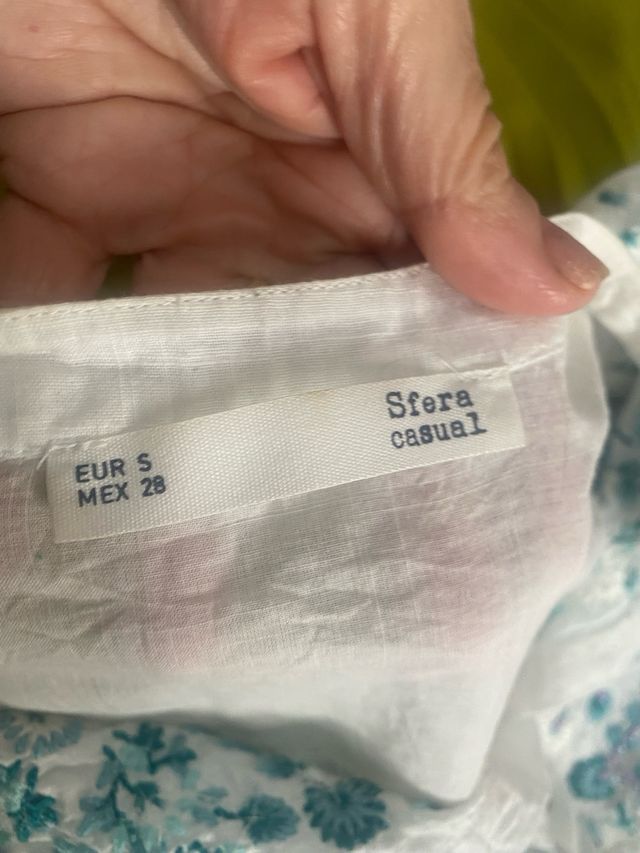 Sfera
casual
EUR S
MEX 28